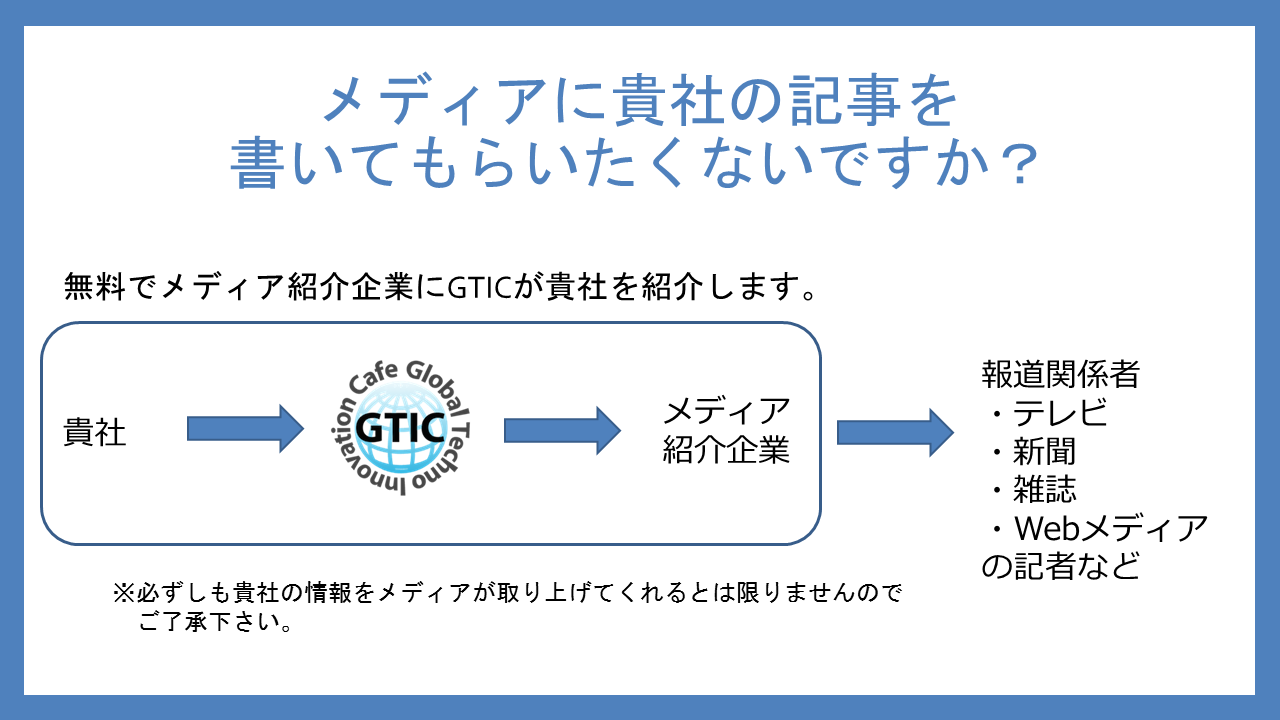 メディアに貴社の記事を
書いてもらいたくないですか？
無料でメディア紹介企業にGTICが貴社を紹介します。
貴社
Innovation Cafe Global Techno
GTIC
メディア
紹介企業
報道関係者
・テレビ
・新聞
・雑誌
・Webメディア
の記者など
※必ずしも貴社の情報をメディアが取り上げてくれるとは限りませんので
ご了承下さい。